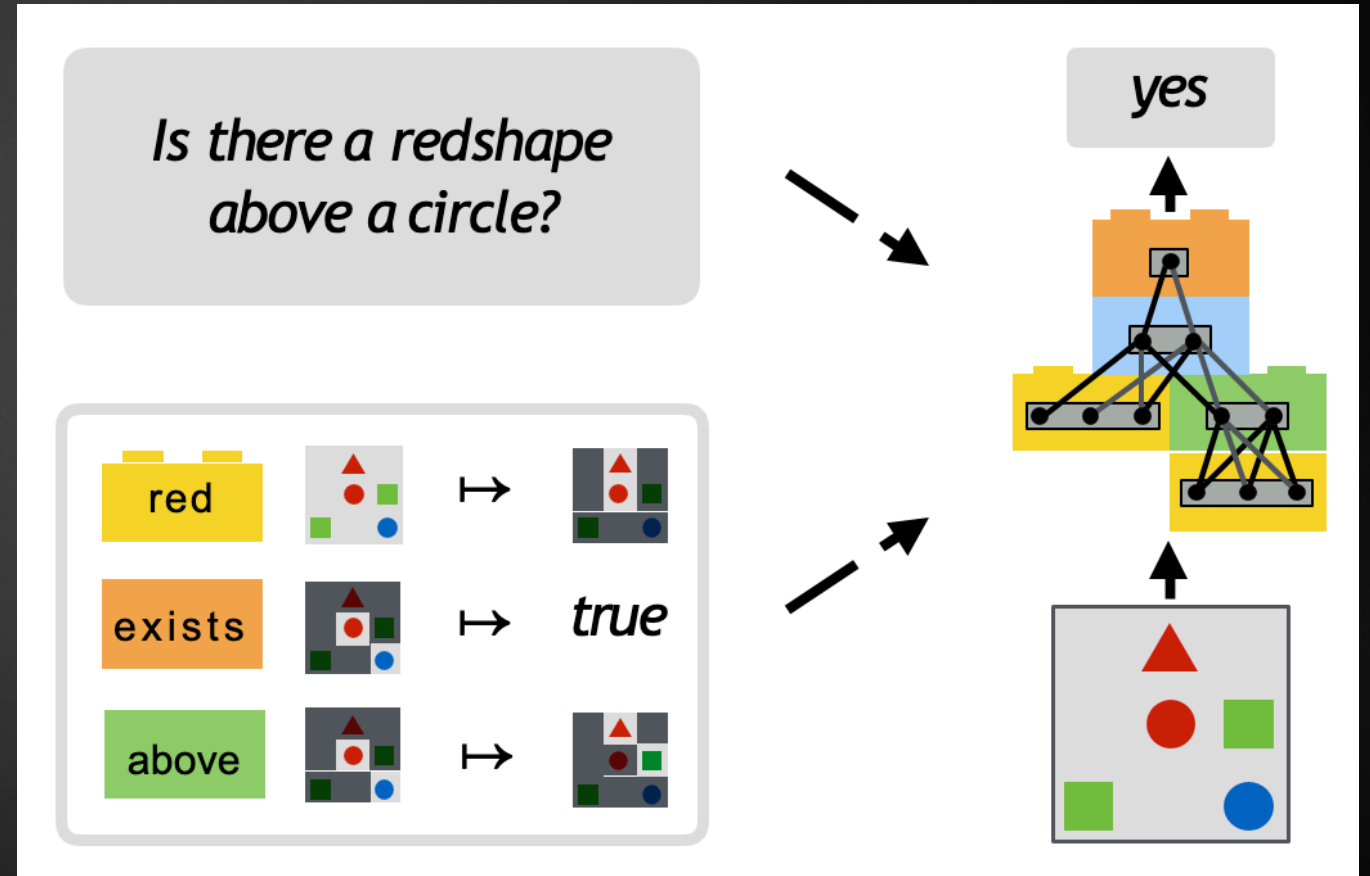 Is there a redshape
above a circle?
yes
red
exists
true
above